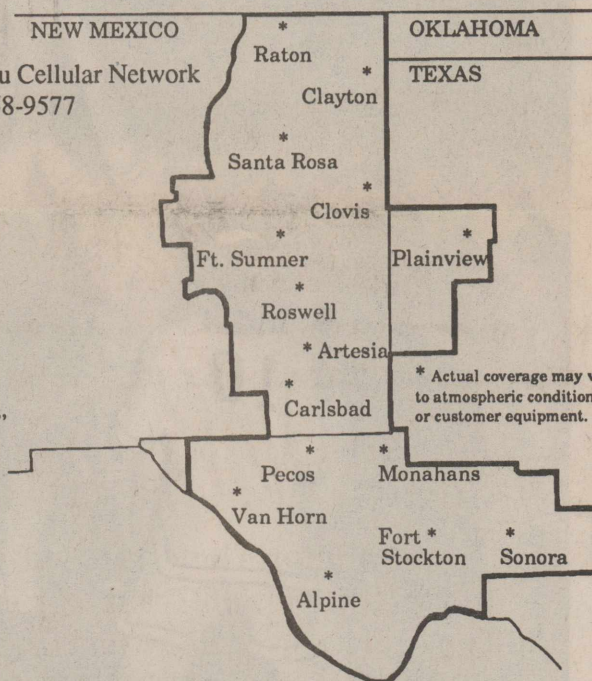 NEW MEXICO
OKLAHOMA
Cellular Network
8-9577
TEXAS
* Raton
* Clayton
* Santa Rosa
* Clovis
* Ft. Sumner
* Plainview
* Roswell
* Artesia
* Actual coverage may
to atmospheric condition
or customer equipment.
* Carlsbad
”
* Pecos
* Monahans
* Van Horn
Fort *
Stockton
* Sonora
* Alpine